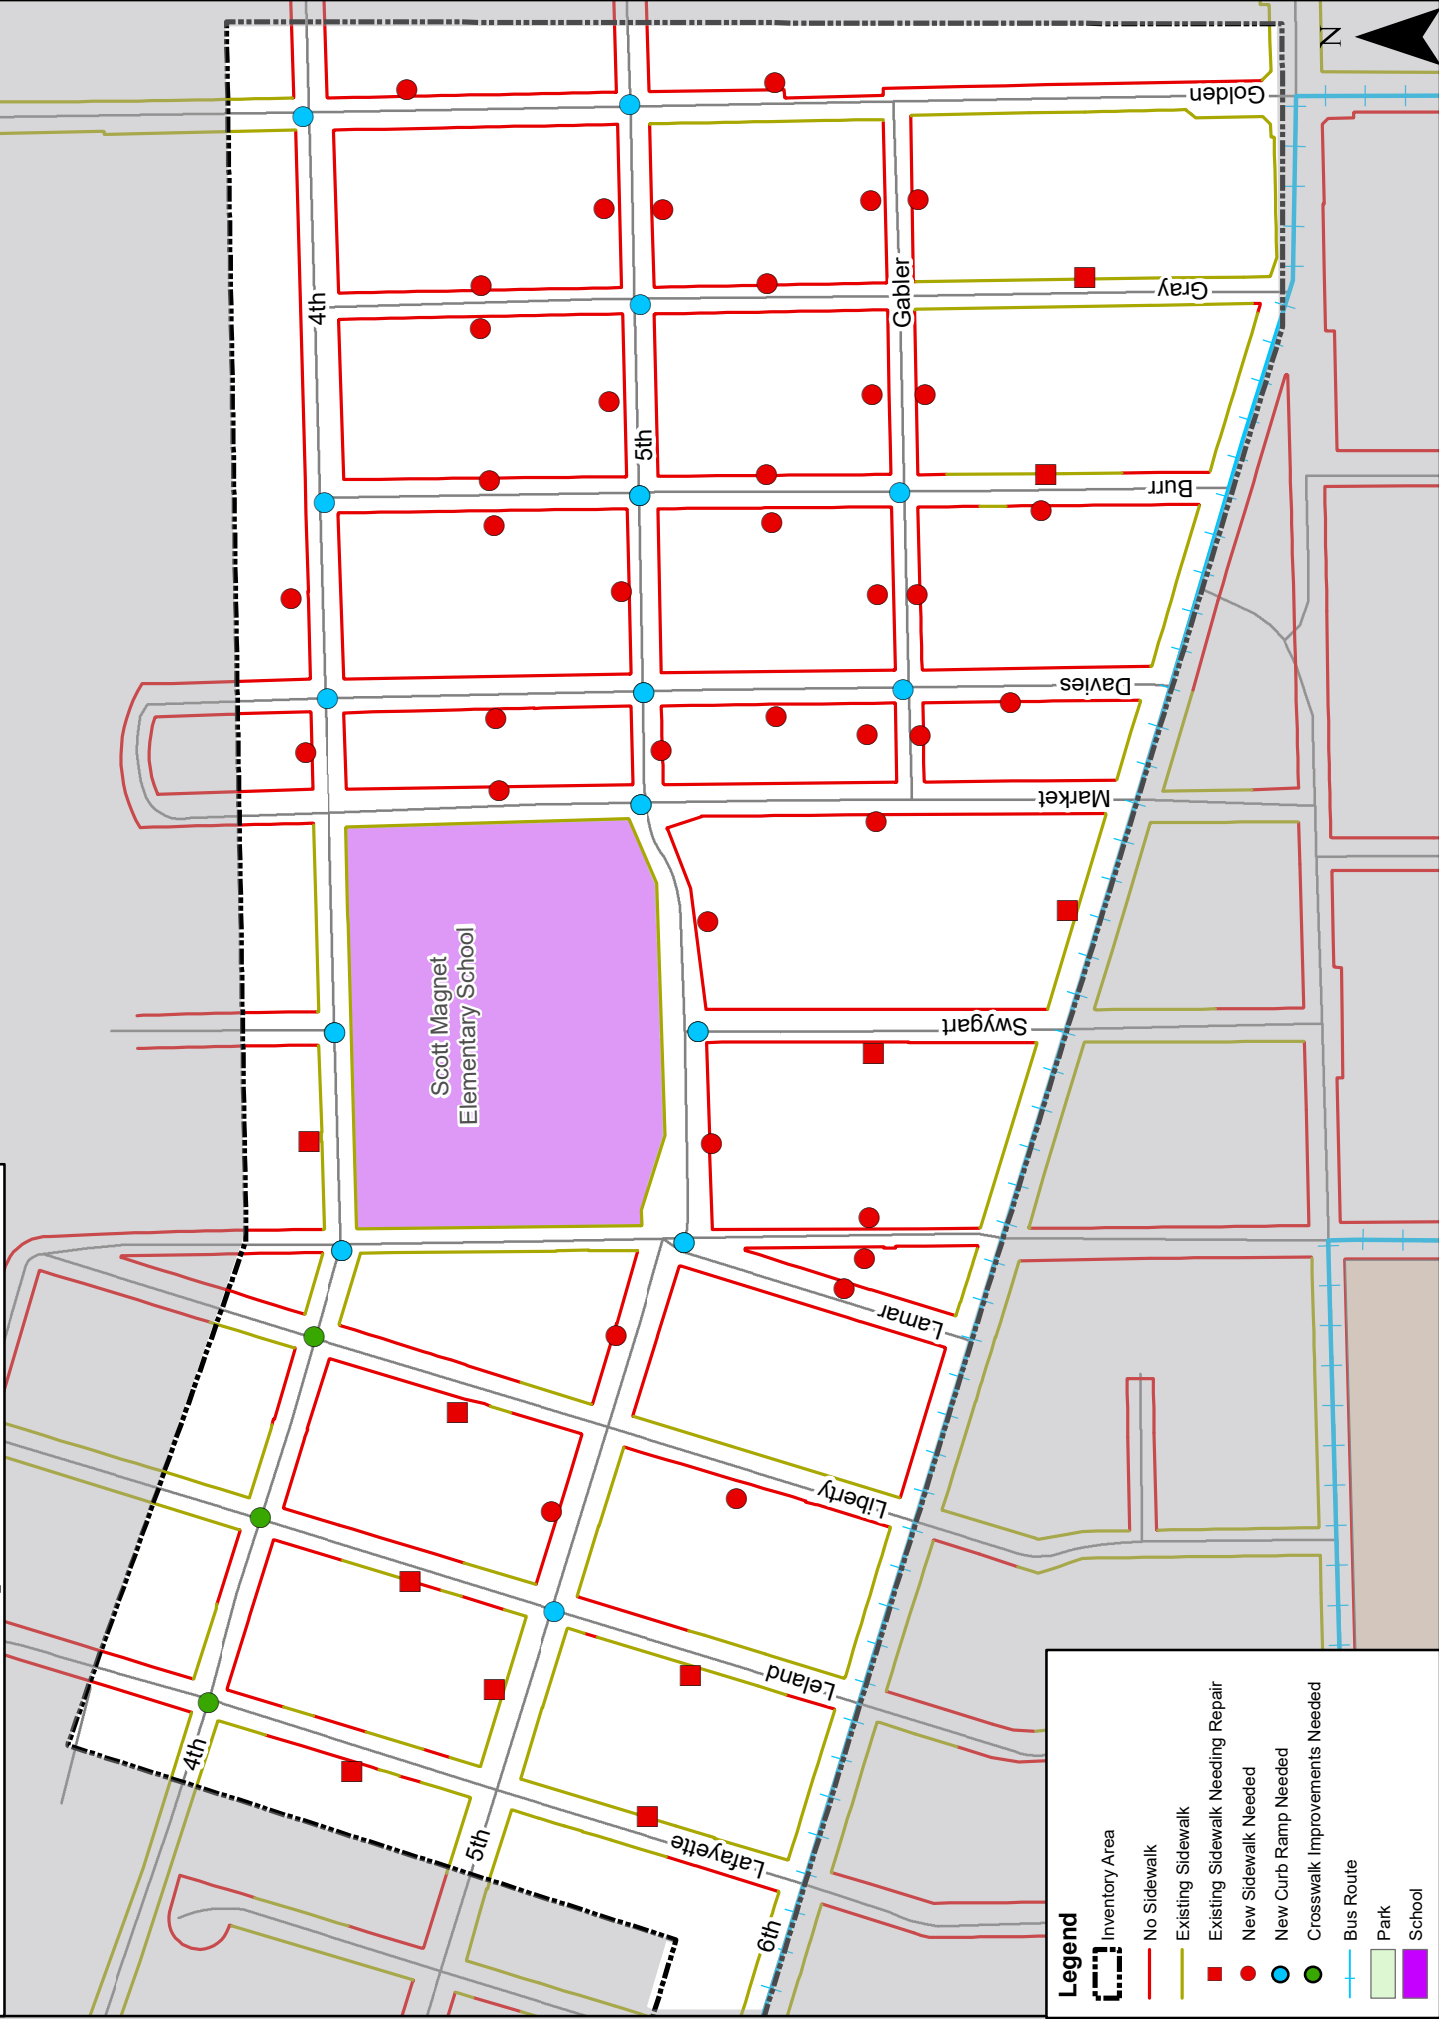 N
Golden
Gray
Burr
Davies
Market
Swygart
Lamar
Liberty
Leland
Lafayette
4th
5th
Gabler
4th
5th
6th
Scott Magnet
Elementary School
Legend
Inventory Area
No Sidewalk
Existing Sidewalk
Existing Sidewalk Needing Repair
New Sidewalk Needed
New Curb Ramp Needed
Crosswalk Improvements Needed
Bus Route
Park
School